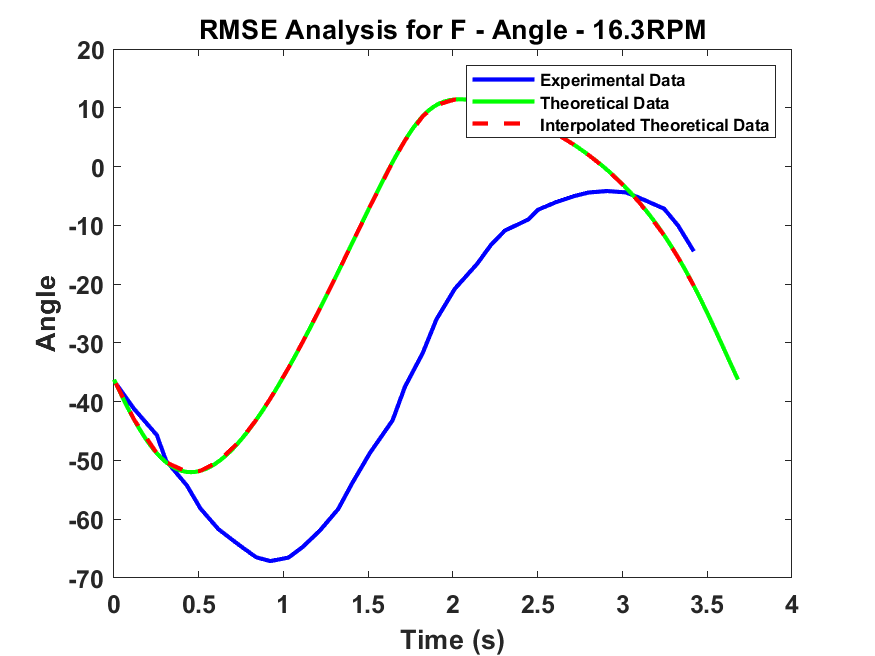 RMSE Analysis for F - Angle - 16.3RPM
20
10
0
-10
-20
-30
-40
-50
-60
-70
Angle
Experimental Data
Theoretical Data
Interpolated Theoretical Data
0 0.5 1 1.5 2 2.5 3 3.5 4
Time (s)